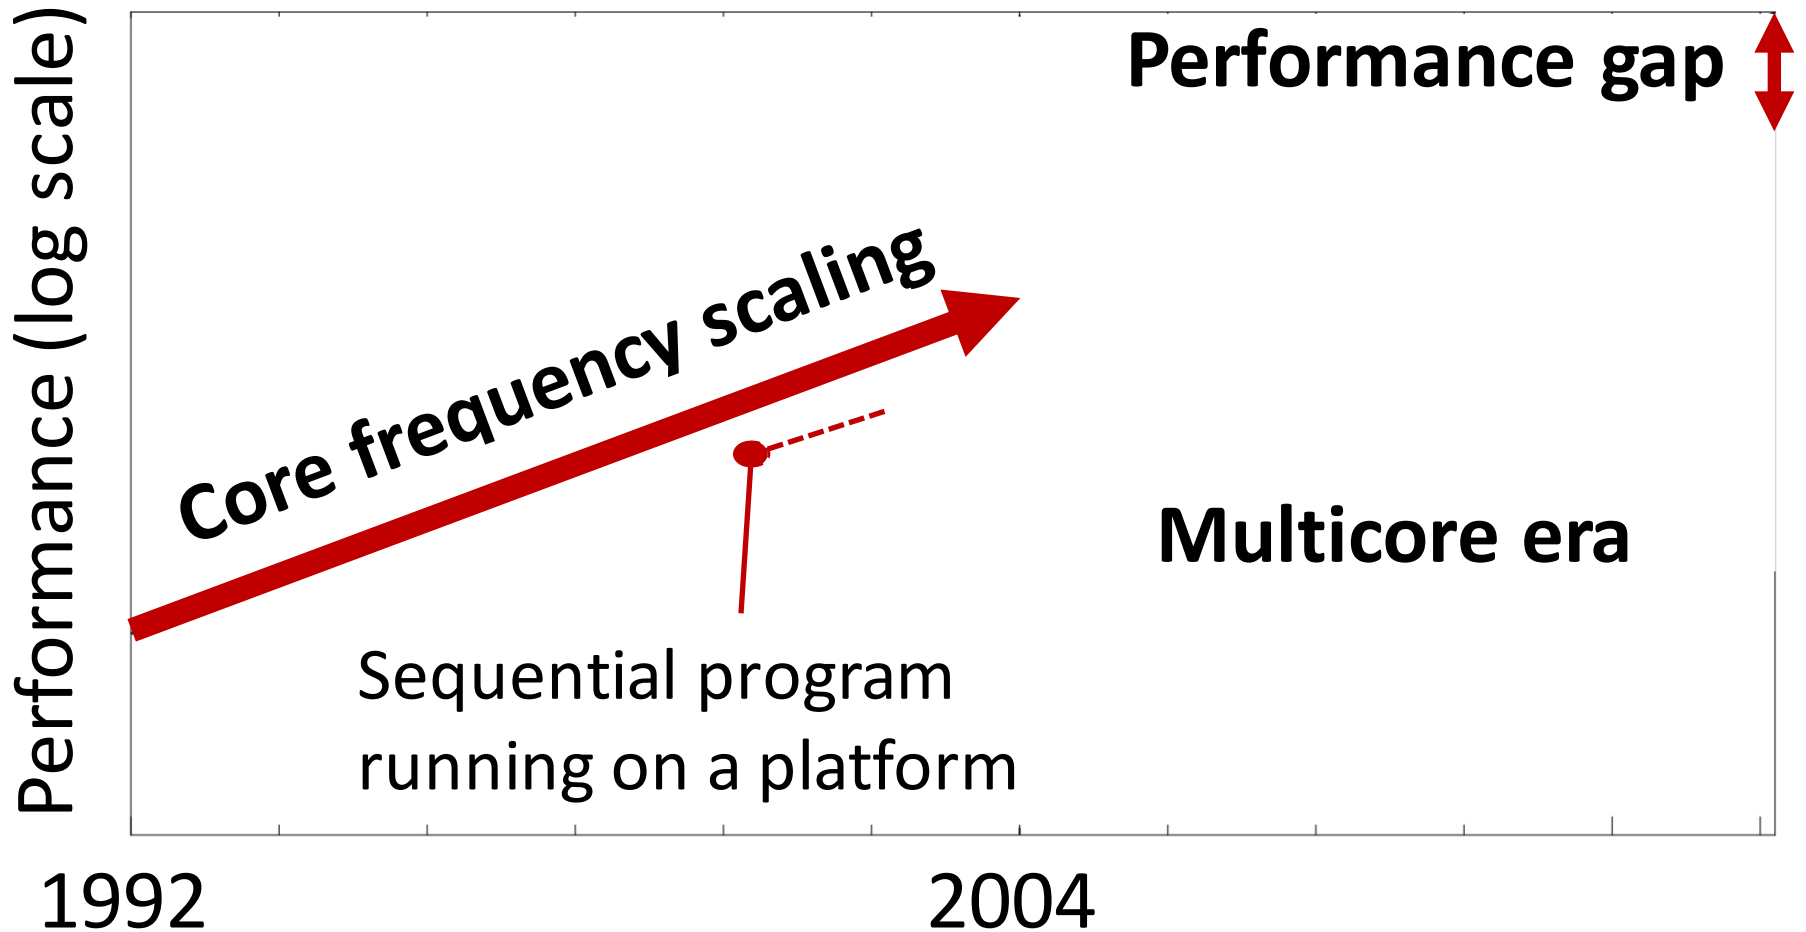 Performance (log scale)
Performance gap
Core frequency scaling
Multicore era
Sequential program
running on a platform
1992
2004